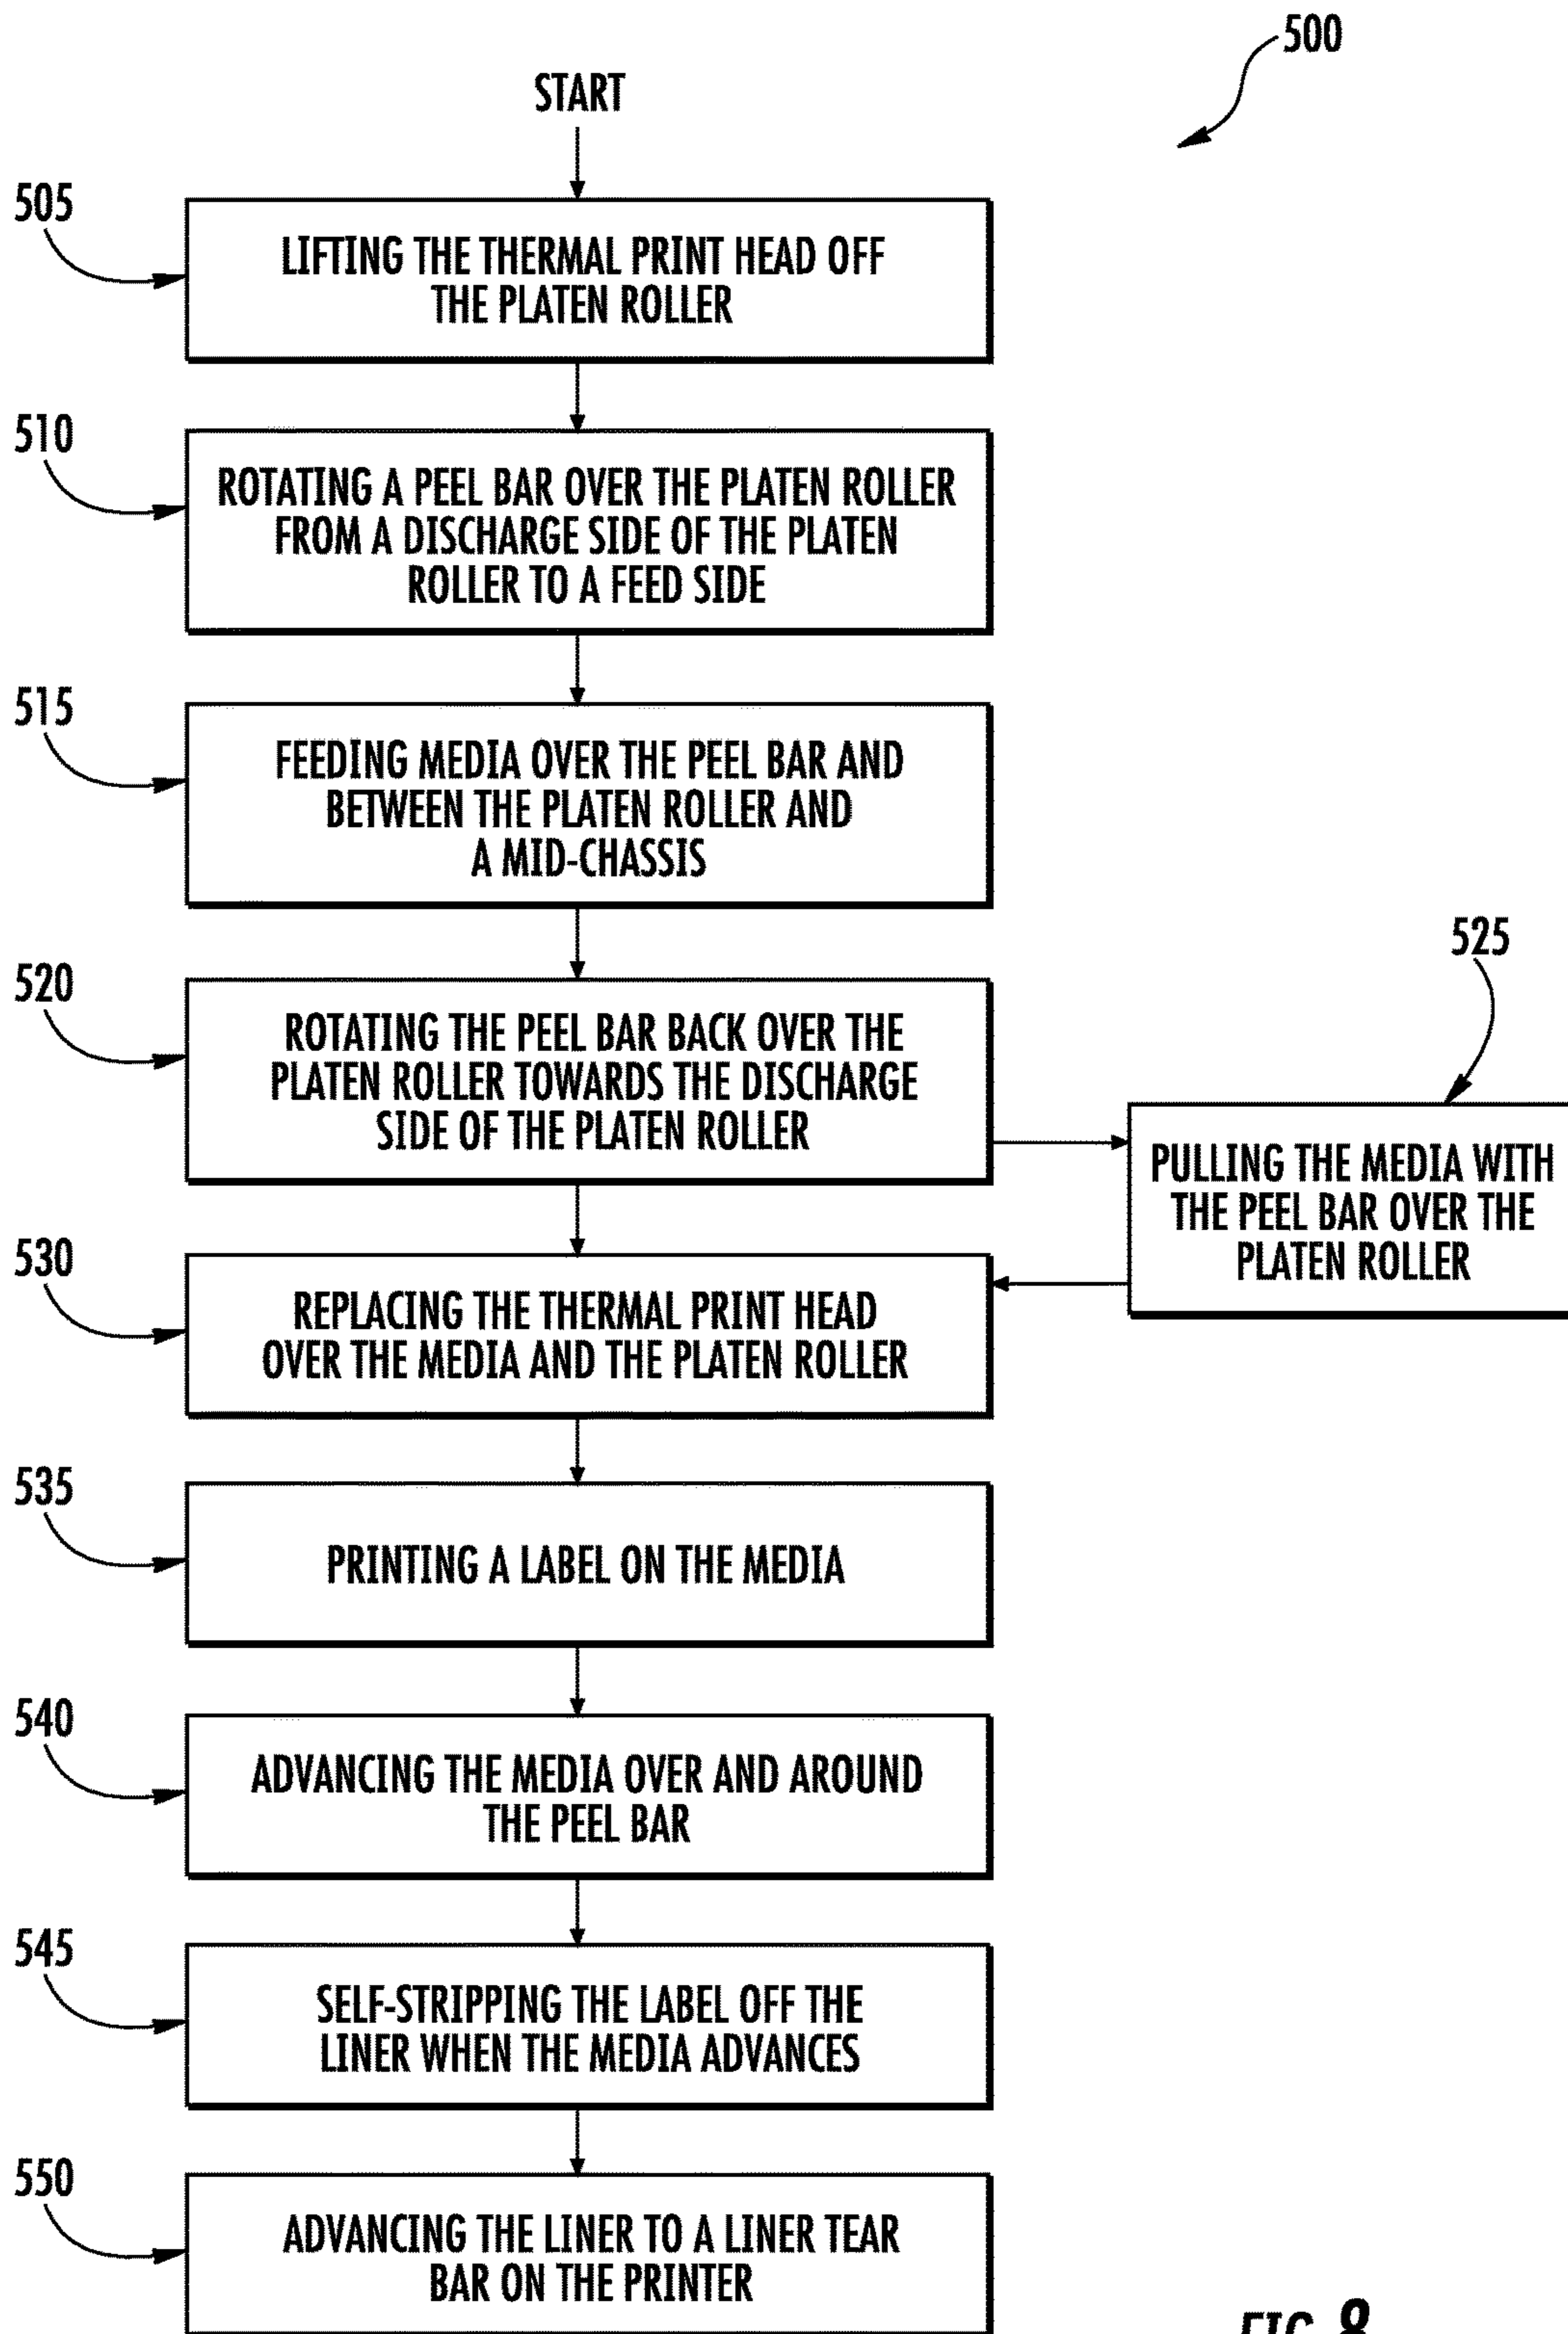 500
START
505
LIFTING THE THERMAL PRINT HEAD OFF
THE PLATEN ROLLER
510
ROTATING A PEEL BAR OVER THE PLATEN ROLLER
FROM A DISCHARGE SIDE OF THE PLATEN
ROLLER TO A FEED SIDE
515
FEEDING MEDIA OVER THE PEEL BAR AND
BETWEEN THE PLATEN ROLLER AND
A MID-CHASSIS
520
ROTATING THE PEEL BAR BACK OVER THE
PLATEN ROLLER TOWARDS THE DISCHARGE
SIDE OF THE PLATEN ROLLER
525
PULLING THE MEDIA WITH
THE PEEL BAR OVER THE
PLATEN ROLLER
530
REPLACING THE THERMAL PRINT HEAD
OVER THE MEDIA AND THE PLATEN ROLLER
535
PRINTING A LABEL ON THE MEDIA
540
ADVANCING THE MEDIA OVER AND AROUND
THE PEEL BAR
545
SELF-STRIPPING THE LABEL OFF THE
LINER WHEN THE MEDIA ADVANCES
550
ADVANCING THE LINER TO A LINER TEAR
BAR ON THE PRINTER
FIG. 8